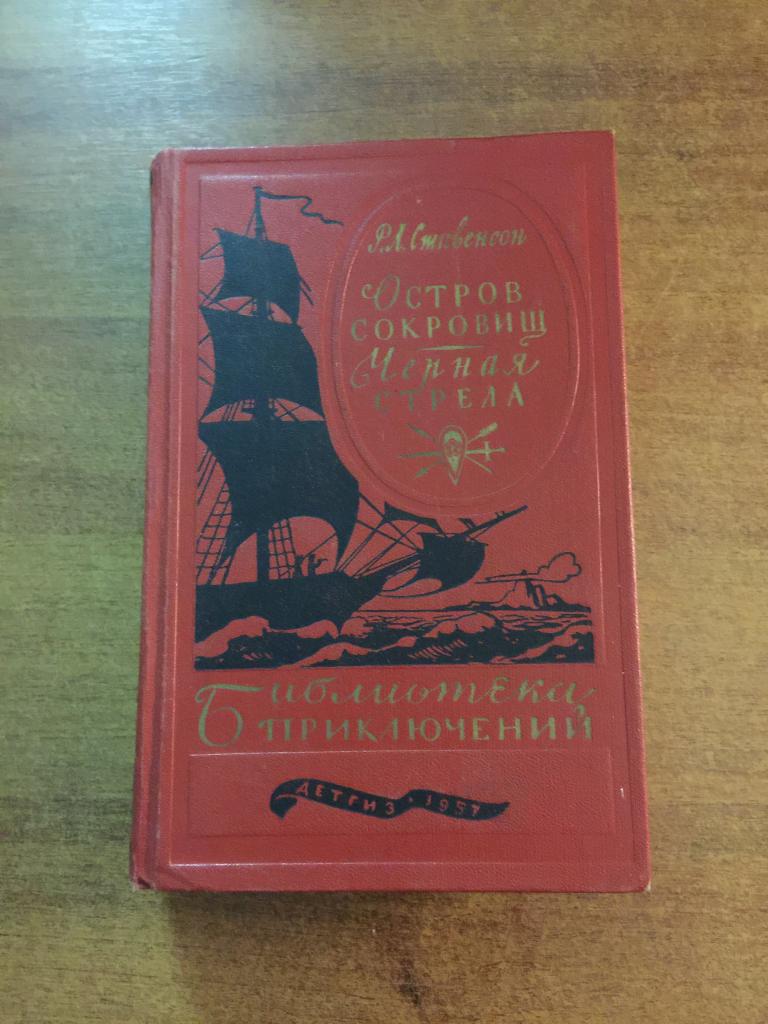 Р.Л.Стивенсон
ОСТРОВ
СОКРОВИЩ
Черная
СТРЕЛА
Библиотека
ПРИКЛЮЧЕНИЙ
ДЕТГИЗ • 1957